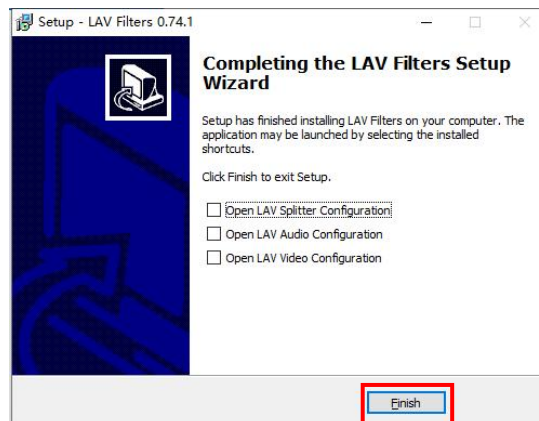 Setup - LAV Filters 0.74.1
Completing the LAV Filters Setup
Wizard
Setup has finished installing LAV Filters on your computer. The
application may be launched by selecting the installed
shortcuts.
Click Finish to exit Setup.
Open LAV Splitter Configuration
Open LAV Audio Configuration
Open LAV Video Configuration
Finish